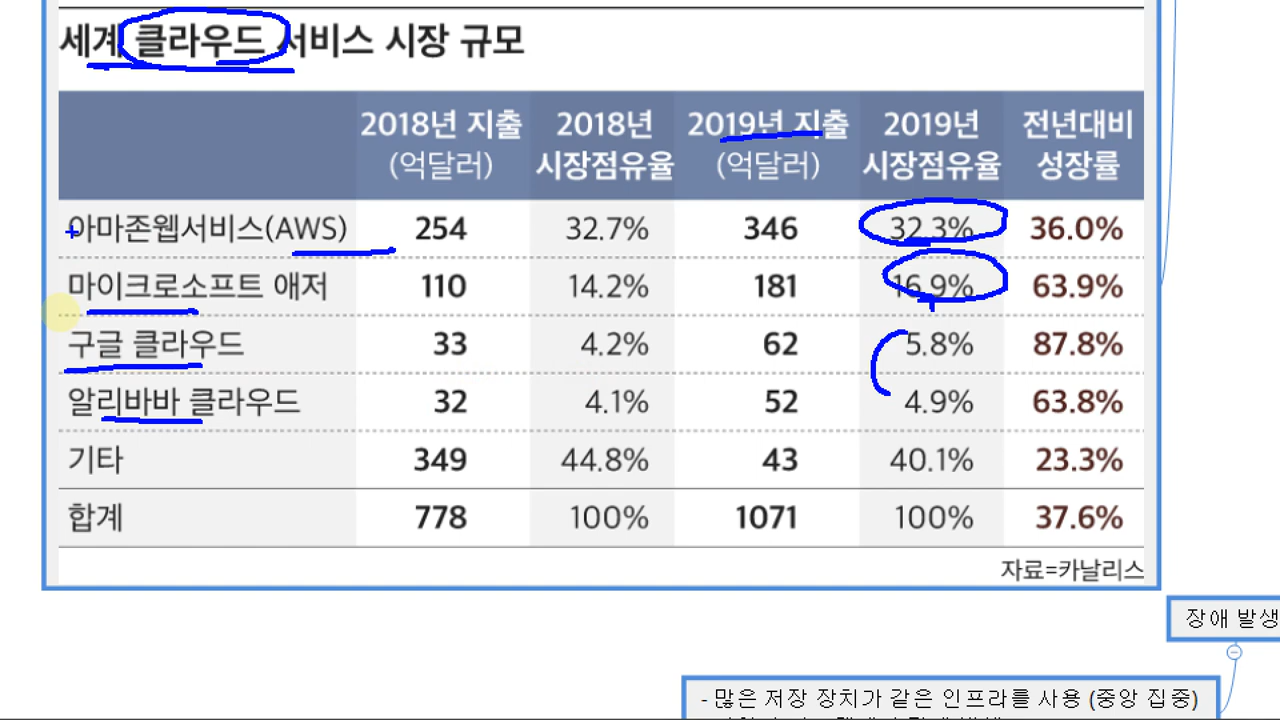 세계 클라우드 서비스 시장 규모
2018년 지출 2018년 2019년 지출 2019년 전년대비
(억달러) 시장점유율 (억달러) 시장점유율 성장률
아마존웹서비스(AWS) 254 32.7% 346 32.3% 36.0%
마이크로소프트 애저 110 14.2% 181 16.9% 63.9%
구글 클라우드 33 4.2% 62 5.8% 87.8%
알리바바 클라우드 32 4.1% 52 4.9% 63.8%
기타 349 44.8% 43 40.1% 23.3%
합계 778 100% 1071 100% 37.6%
자료=카날리스
장애 발생
- 많은 저장 장치가 같은 인프라를 사용 (중앙 집중)